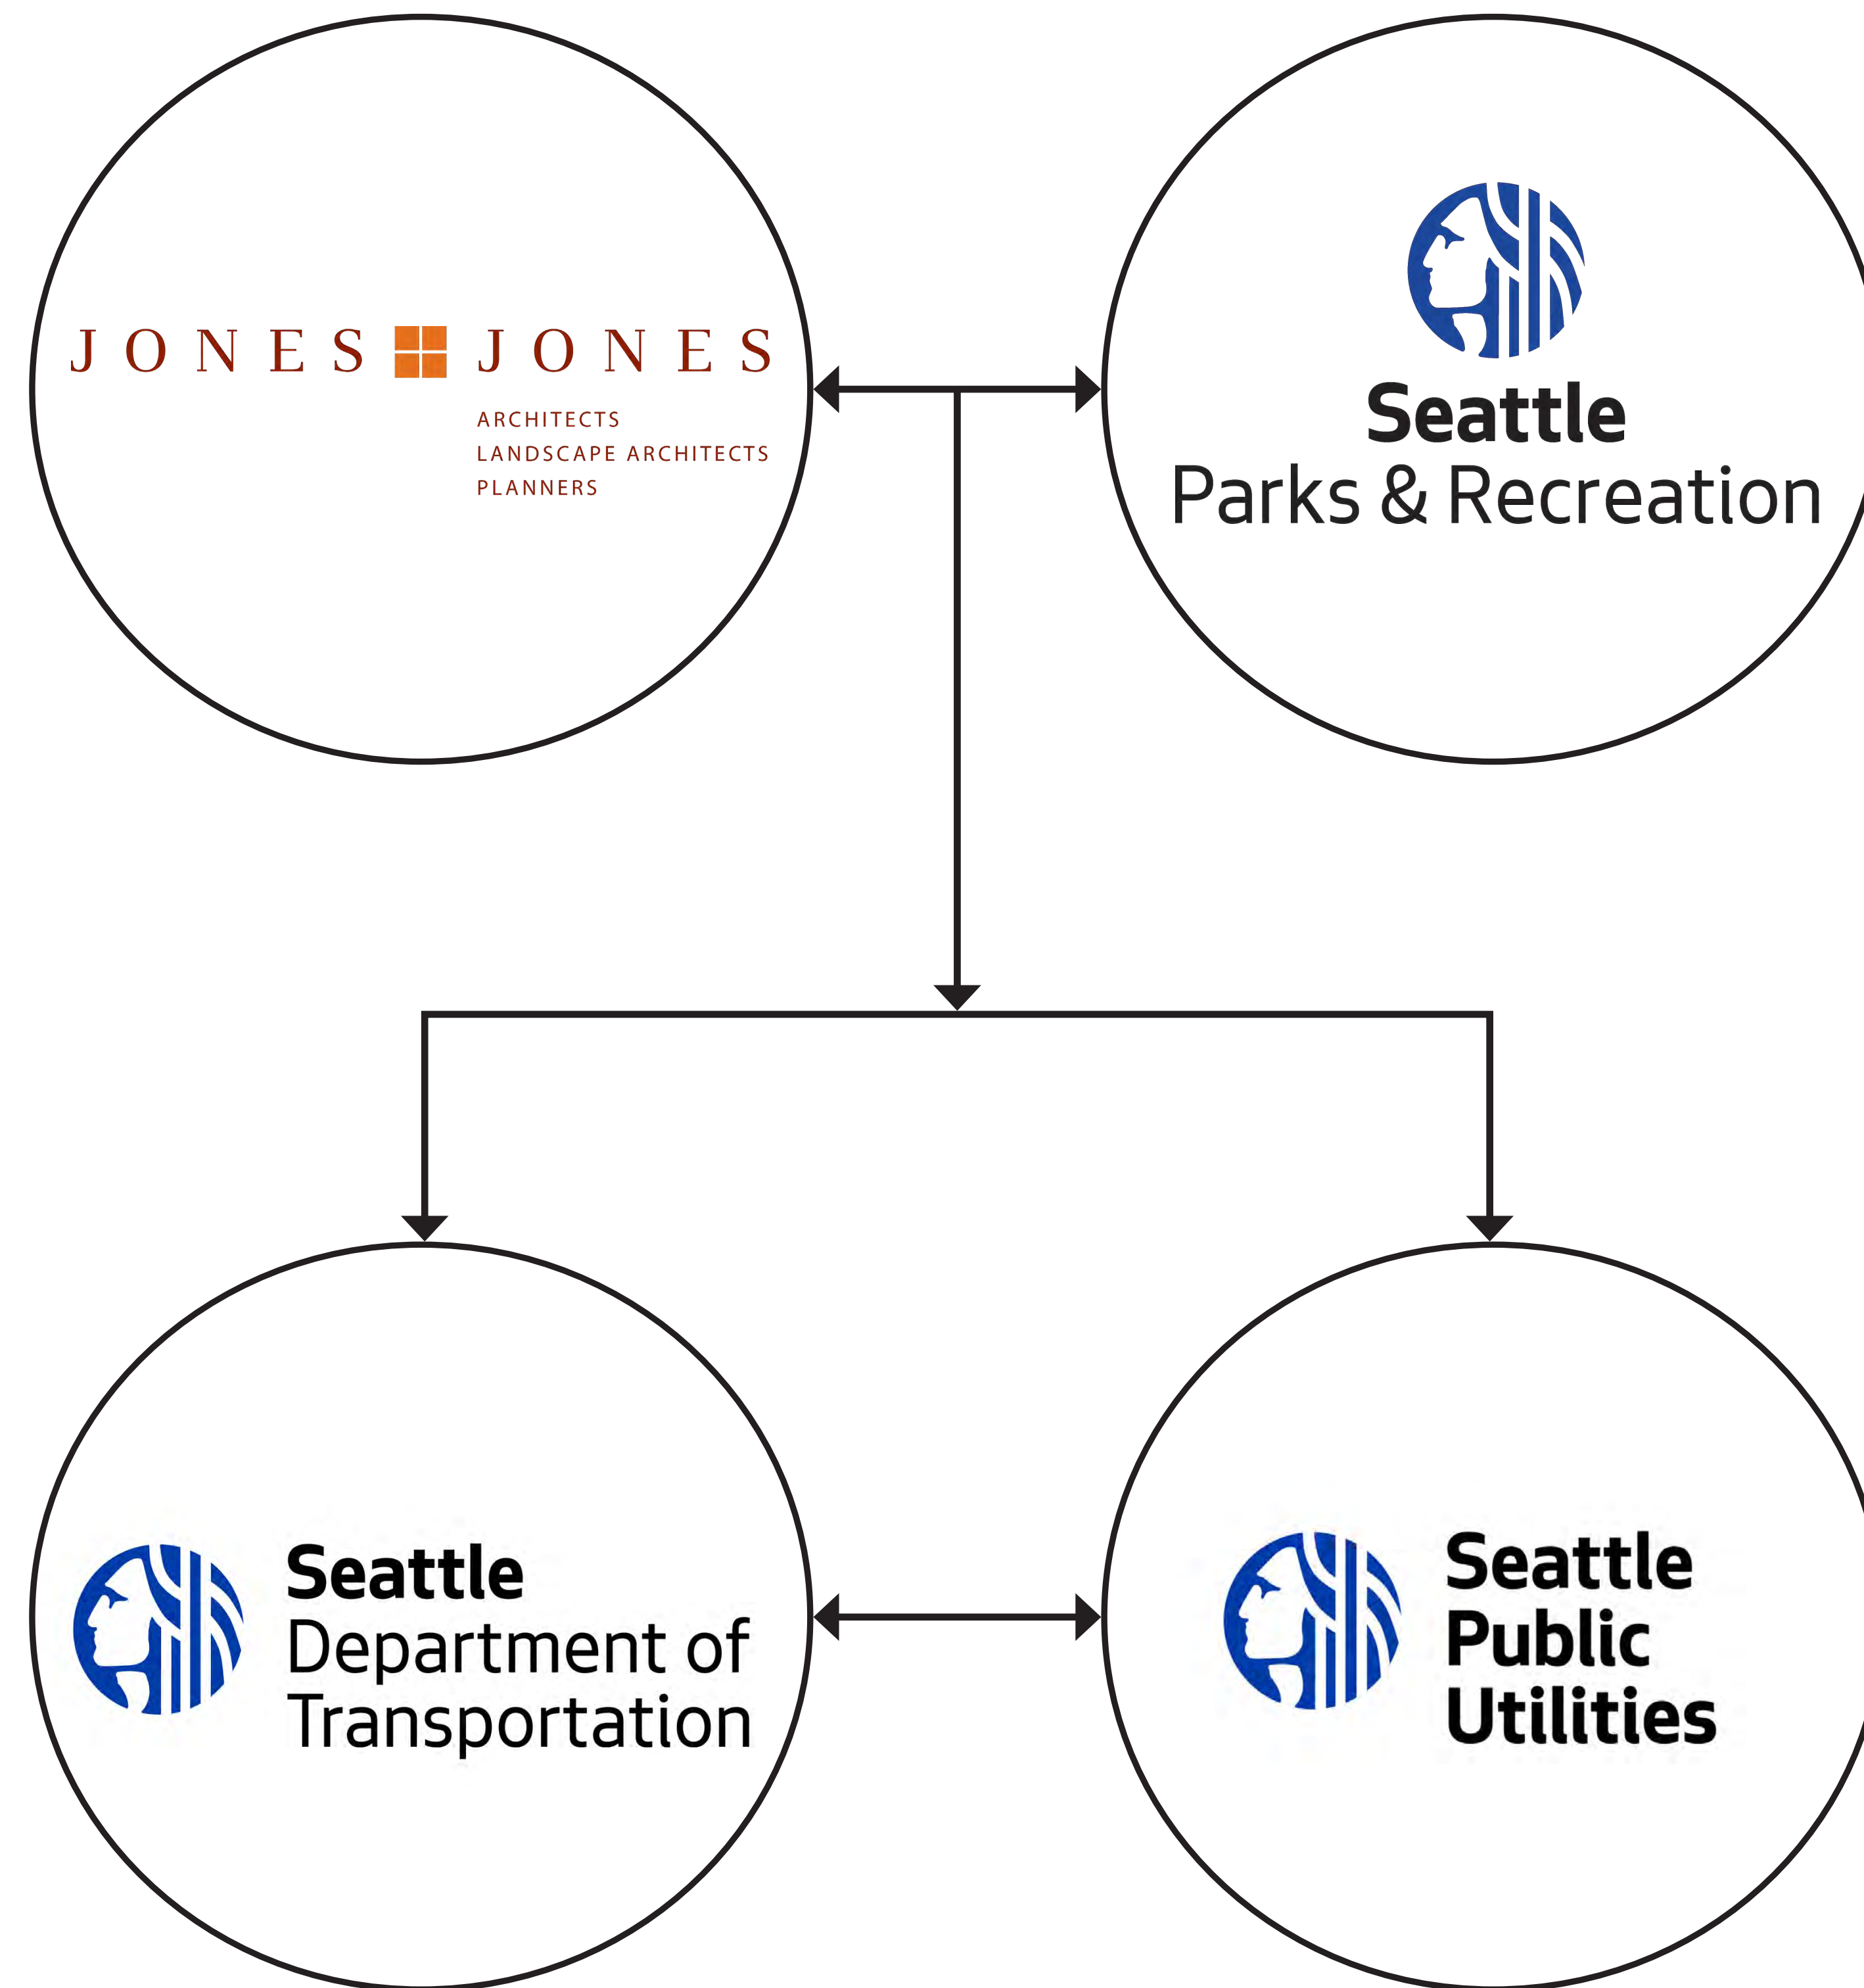 JONES JONES
ARCHITECTS
LANDSCAPE ARCHITECTS
PLANNERS
Seattle
Parks & Recreation
Seattle
Department of
Transportation
Seattle
Public
Utilities